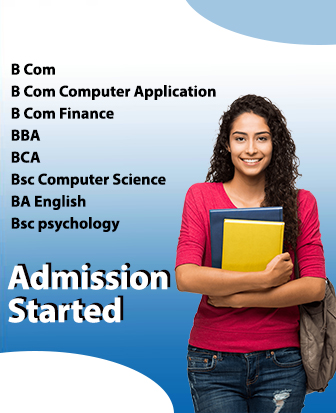 B Com
B Com Computer Application
B Com Finance
BBA
BCA
Bsc Computer Science
BA English
Bsc psychology
Admission
Started